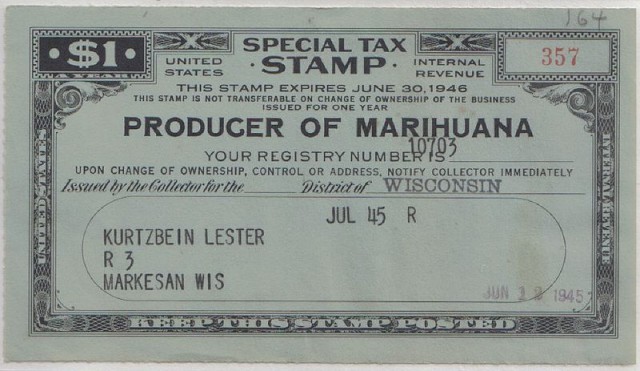 164
$1
A YEAR
UNITED STATES
SPECIAL TAX STAMP
INTERNAL REVENUE
357
THIS STAMP EXPIRES JUNE 30, 1946
THIS STAMP IS NOT TRANSFERABLE ON CHANGE OF OWNERSHIP OF THE BUSINESS
ISSUED FOR ONE YEAR
PRODUCER OF MARIHUANA
YOUR REGISTRY NUMBER IS 10703
UPON CHANGE OF OWNERSHIP, CONTROL OR ADDRESS, NOTIFY COLLECTOR IMMEDIATELY
Issued by the Collector for the District of WISCONSIN
JUL 45 R
KURTZBEIN LESTER
R 3
MARKESAN WIS
JUN 1945
KEEP THIS STAMP POSTED
INTERNAL REVENUE